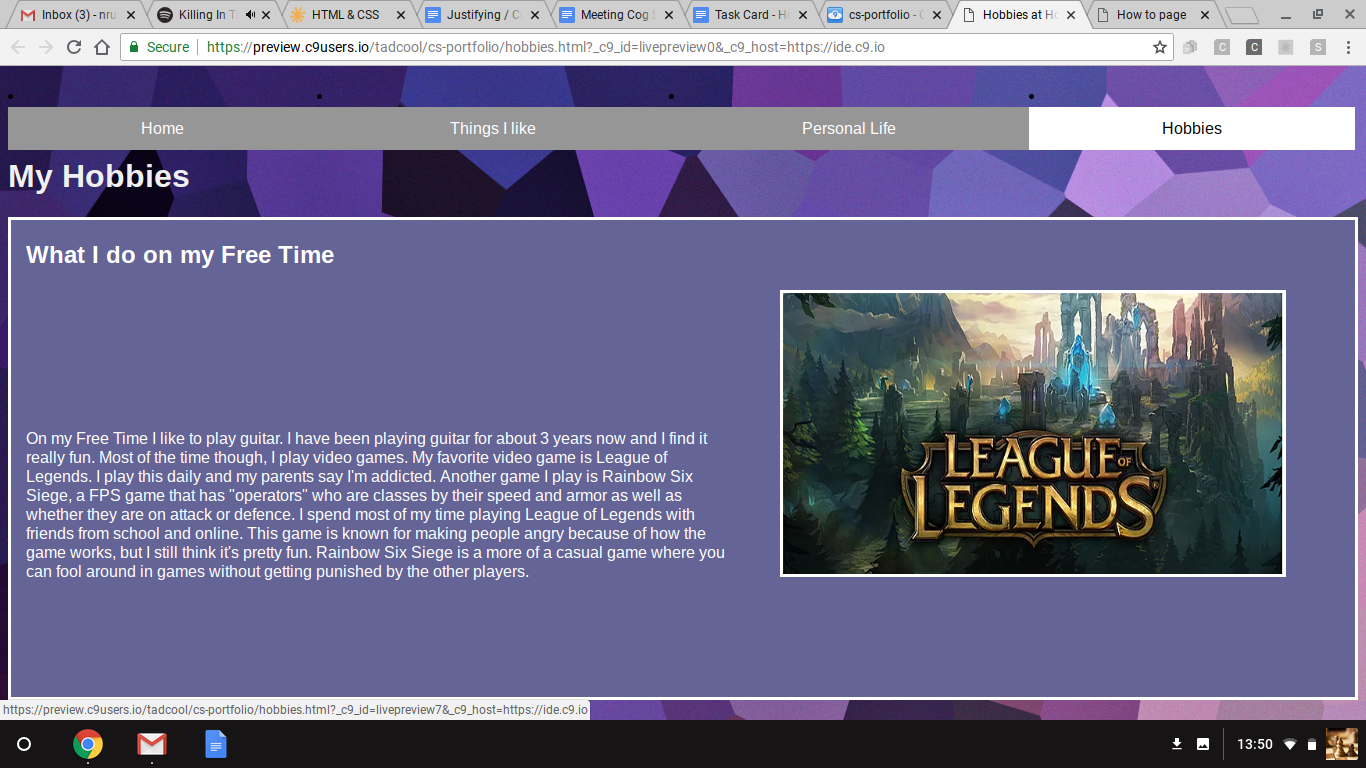 Inbox (3) - nru
Killing In T
HTML & CSS
Justifying / C
Meeting Cog S
Task Card - H
cs-portfolio - C
Hobbies at Ho
How to page
Secure https://preview.c9users.io/tadcool/cs-portfolio/hobbies.html?_c9_id=livepreview0&_c9_host=https://ide.c9.io
C C S
Home Things I like Personal Life Hobbies
My Hobbies
What I do on my Free Time
On my Free Time I like to play guitar. I have been playing guitar for about 3 years now and I find it
really fun. Most of the time though, I play video games. My favorite video game is League of
Legends. I play this daily and my parents say I'm addicted. Another game I play is Rainbow Six
Siege, a FPS game that has "operators" who are classes by their speed and armor as well as
whether they are on attack or defence. I spend most of my time playing League of Legends with
friends from school and online. This game is known for making people angry because of how the
game works, but I still think it's pretty fun. Rainbow Six Siege is a more of a casual game where you
can fool around in games without getting punished by the other players.
LEAGUE OF
LEGENDS
https://preview.c9users.io/tadcool/cs-portfolio/hobbies.html?_c9_id=livepreview7&_c9_host=https://ide.c9.io
13:50